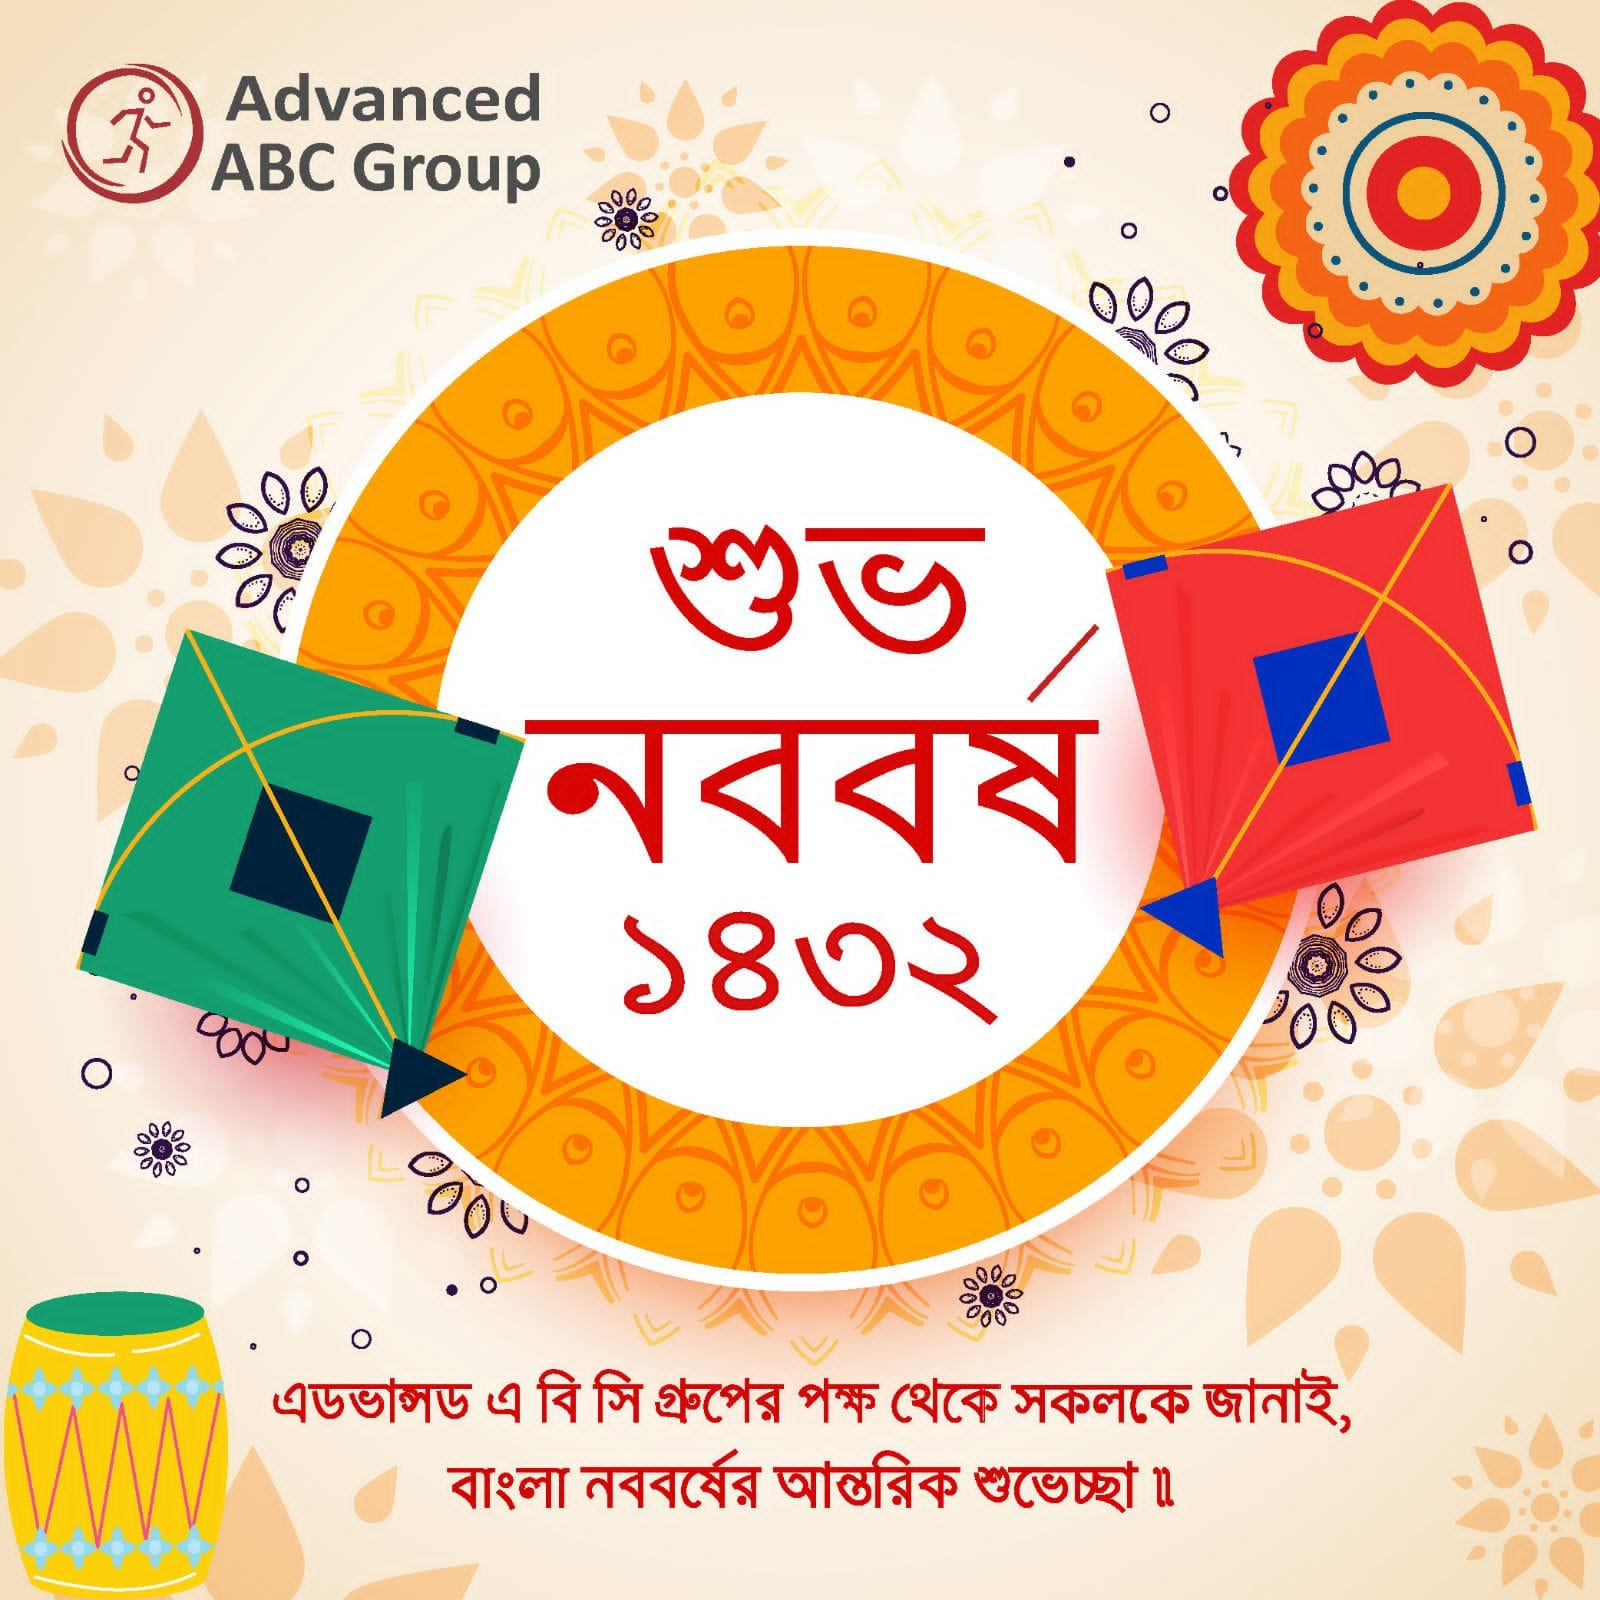 Advanced
ABC Group
শুভ
নববর্ষ
১৪৩২
এডভান্সড এ বি সি গ্রুপের পক্ষ থেকে সকলকে জানাই,
বাংলা নববর্ষের আন্তরিক শুভেচ্ছা ॥